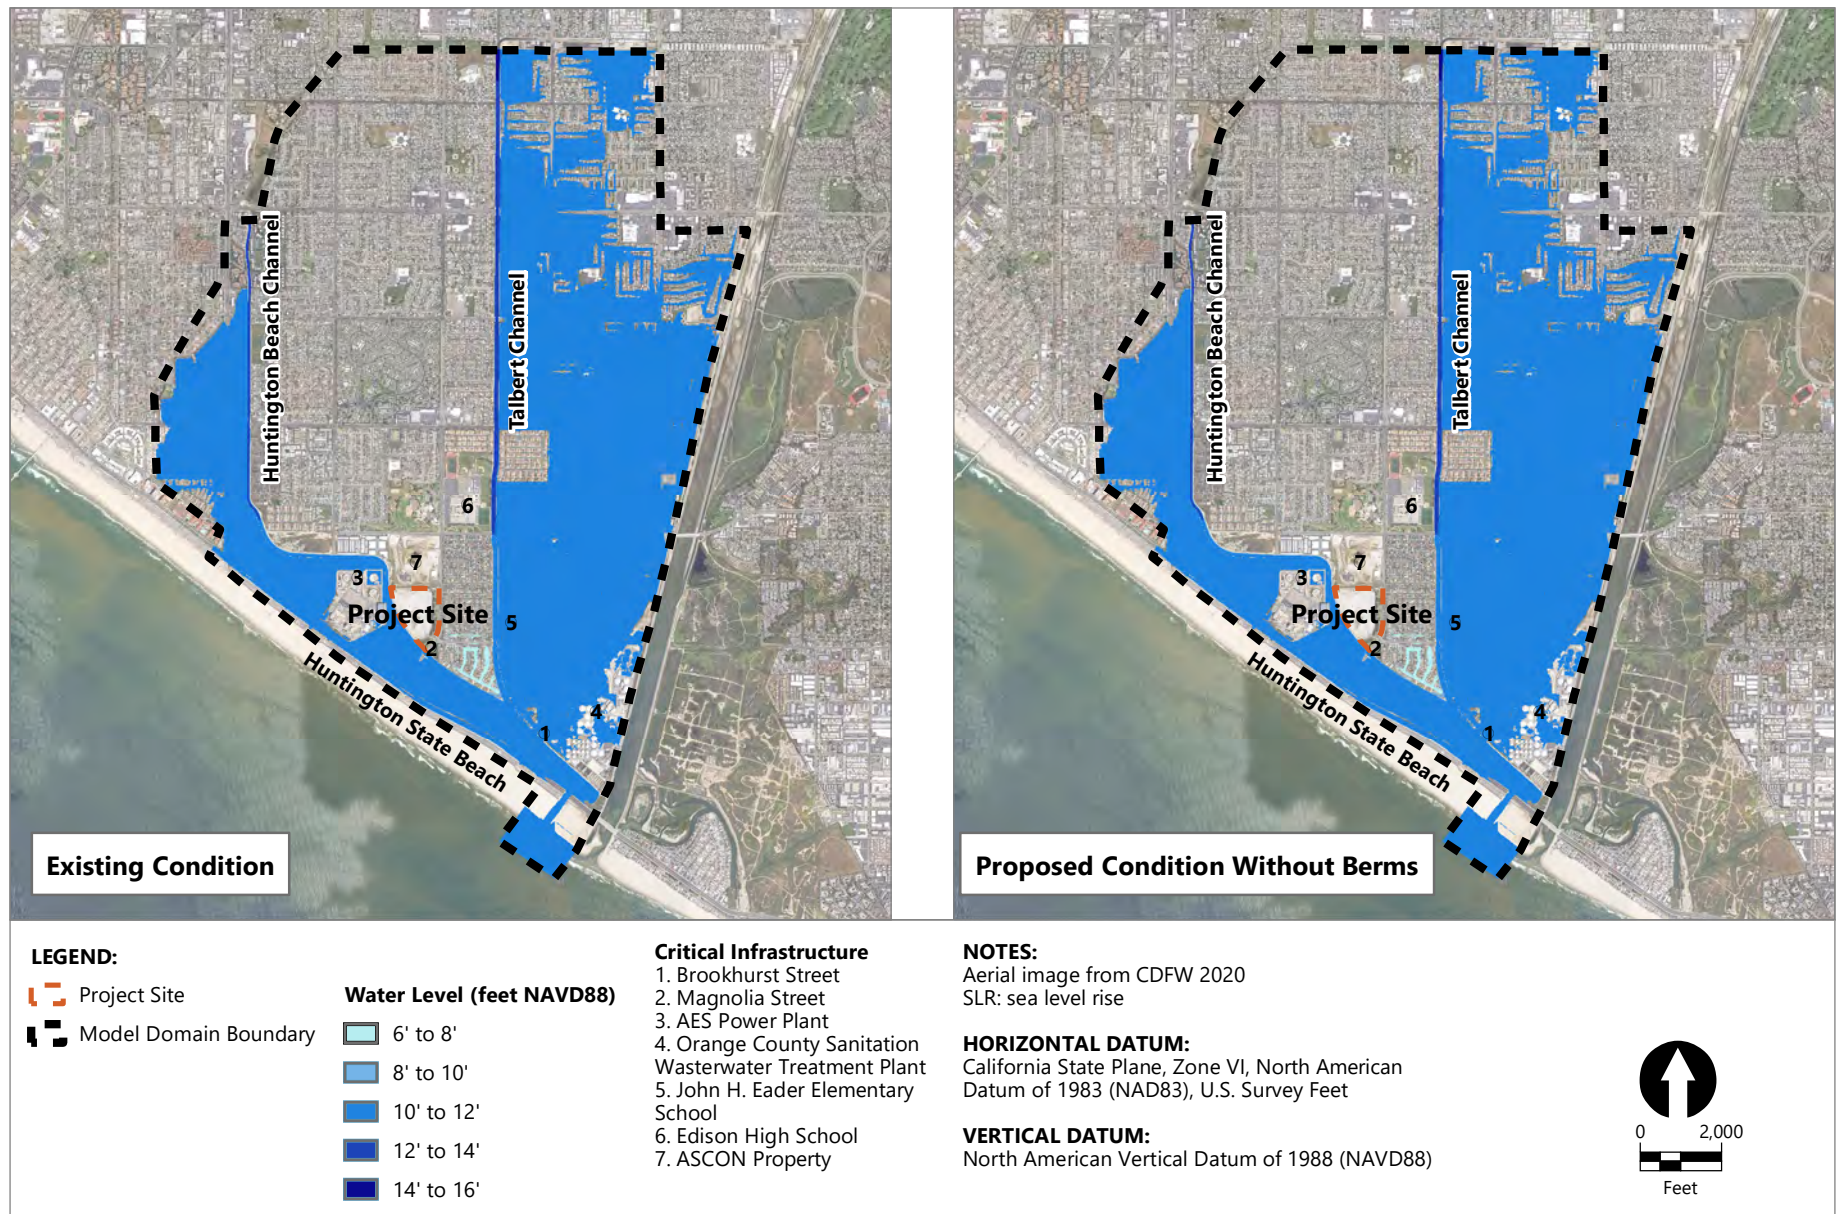 Huntington Beach Channel
Talbert Channel
6
7
3
Project Site
5
2
Huntington State Beach
4
1
Existing Condition
Huntington Beach Channel
Talbert Channel
6
7
3
Project Site
5
2
Huntington State Beach
4
1
Proposed Condition Without Berms
LEGEND:
Project Site
Model Domain Boundary
Water Level (feet NAVD88)
6' to 8'
8' to 10'
10' to 12'
12' to 14'
14' to 16'
Critical Infrastructure
1. Brookhurst Street
2. Magnolia Street
3. AES Power Plant
4. Orange County Sanitation
Wasterwater Treatment Plant
5. John H. Eader Elementary
School
6. Edison High School
7. ASCON Property
NOTES:
Aerial image from CDFW 2020
SLR: sea level rise
HORIZONTAL DATUM:
California State Plane, Zone VI, North American
Datum of 1983 (NAD83), U.S. Survey Feet
VERTICAL DATUM:
North American Vertical Datum of 1988 (NAVD88)
0 2,000
Feet